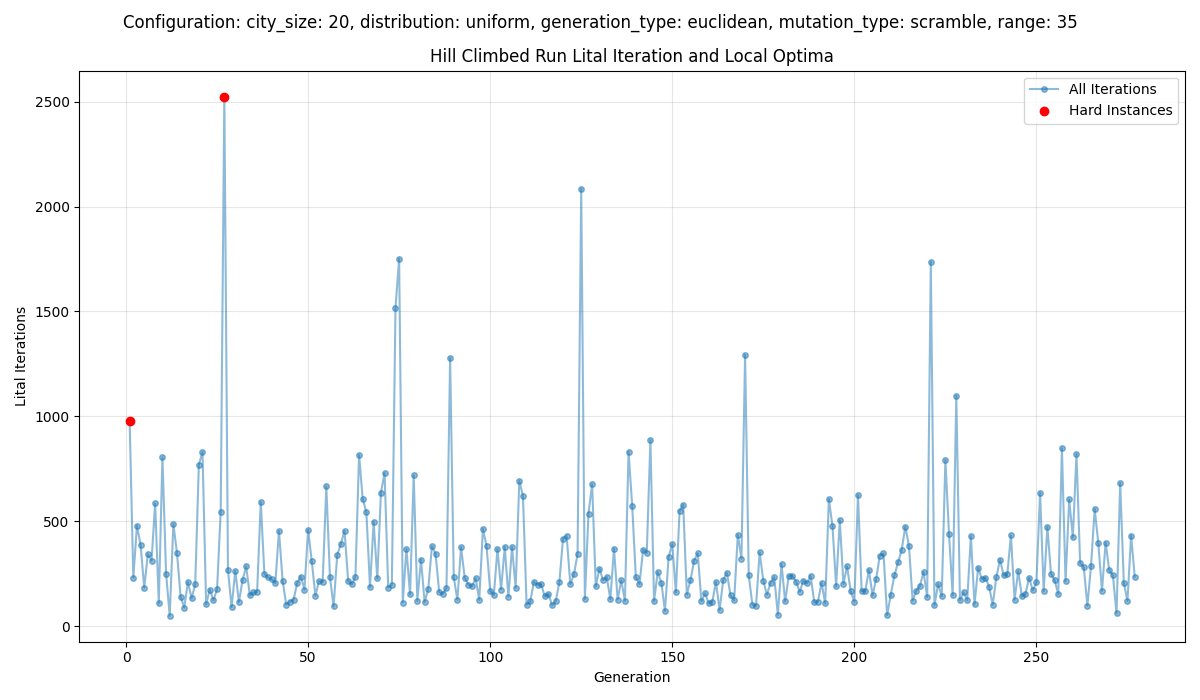 Configuration: city_size: 20, distribution: uniform, generation_type: euclidean, mutation_type: scramble, range: 35
Hill Climbed Run Lital Iteration and Local Optima
All Iterations
Hard Instances
Lital Iterations
2500
2000
1500
1000
500
0
0 50 100 150 200 250
Generation